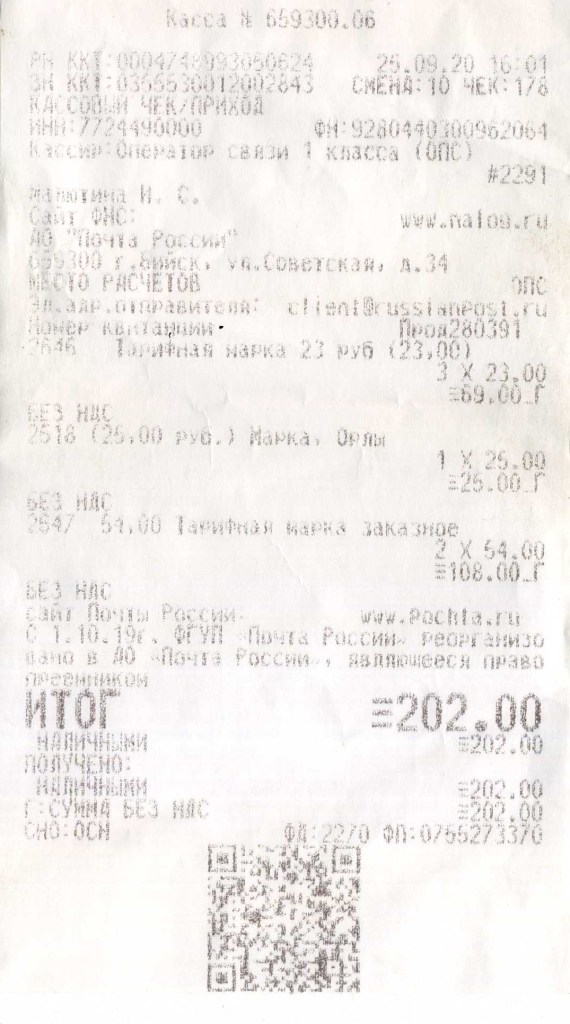 Касса № 659300.06
РН ККТ:0004748993050624 25.09.20 16:01
ЗН ККТ:0355530012002843 СМЕНА:10 ЧЕК:178
КАССОВЫЙ ЧЕК/ПРИХОД
ИНН:7724490000 ФН:9280440300962064
Кассир:Оператор связи 1 класса (ОПС)
#2291
Малютина И. С.
Сайт ФНС: www.nalog.ru
АО "Почта России"
659300 г.Бийск, ул.Советская, д.34
МЕСТО РАСЧЕТОВ ОПС
Эл.адр.отправителя: client@russianpost.ru
Номер квитанции Прод280391
2646 Тарифная марка 23 руб (23,00)
3 X 23.00
≡69.00_Г
БЕЗ НДС
2518 (25,00 руб.) Марка, Орлы
1 X 25.00
≡25.00_Г
БЕЗ НДС
2647 54.00 Тарифная марка заказное
2 X 54.00
≡108.00_Г
БЕЗ НДС
сайт Почты России- www.pochta.ru
С 1.10.19г. ФГУП «Почта России» реорганизо
вано в АО «Почта России», являющееся право
преемником
ИТОГ ≡202.00
НАЛИЧНЫМИ ≡202.00
ПОЛУЧЕНО:
НАЛИЧНЫМИ ≡202.00
Г:СУММА БЕЗ НДС ≡202.00
СНО:ОСН ФД:2270 ФП:0755273370